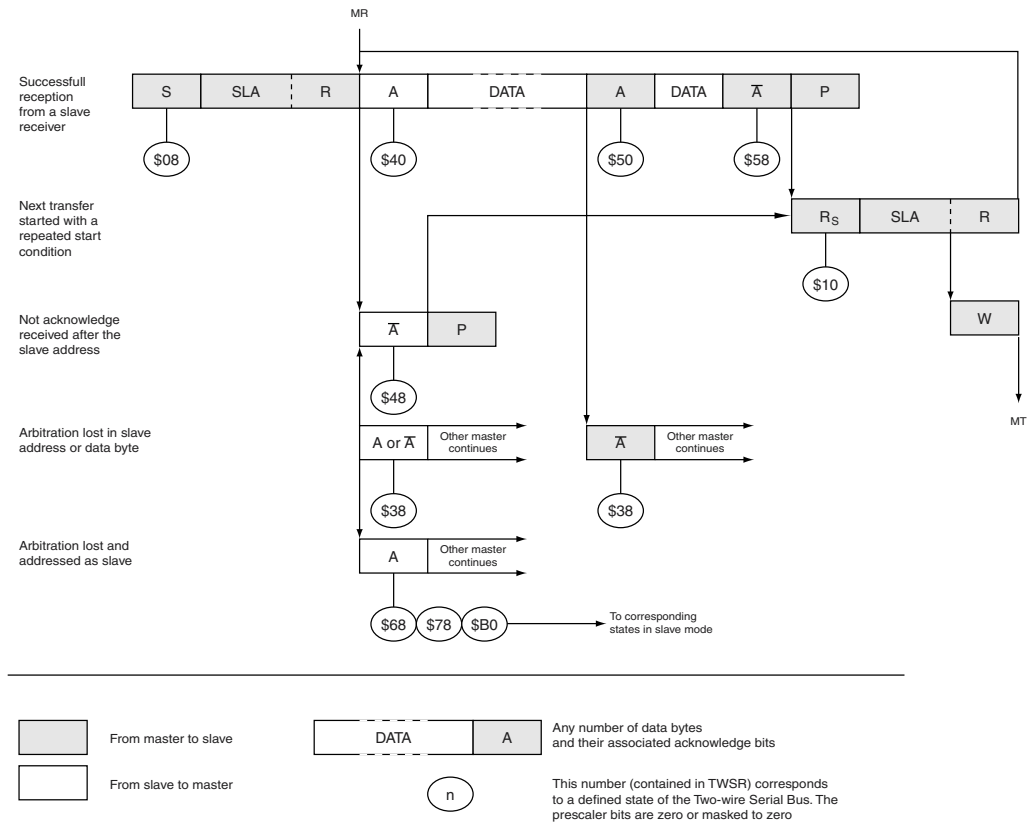 MR
Successfull
reception
from a slave
receiver
S SLA R A DATA A DATA A̅ P
$08 $40 $50 $58
Next transfer
started with a
repeated start
condition
RS SLA R
$10
Not acknowledge
received after the
slave address
A̅ P
W
$48
MT
Arbitration lost in slave
address or data byte
A or A̅
Other master
continues
A̅
Other master
continues
$38 $38
Arbitration lost and
addressed as slave
A
Other master
continues
$68 $78 $B0
To corresponding
states in slave mode
From master to slave
From slave to master
DATA A
Any number of data bytes
and their associated acknowledge bits
n
This number (contained in TWSR) corresponds
to a defined state of the Two-wire Serial Bus. The
prescaler bits are zero or masked to zero